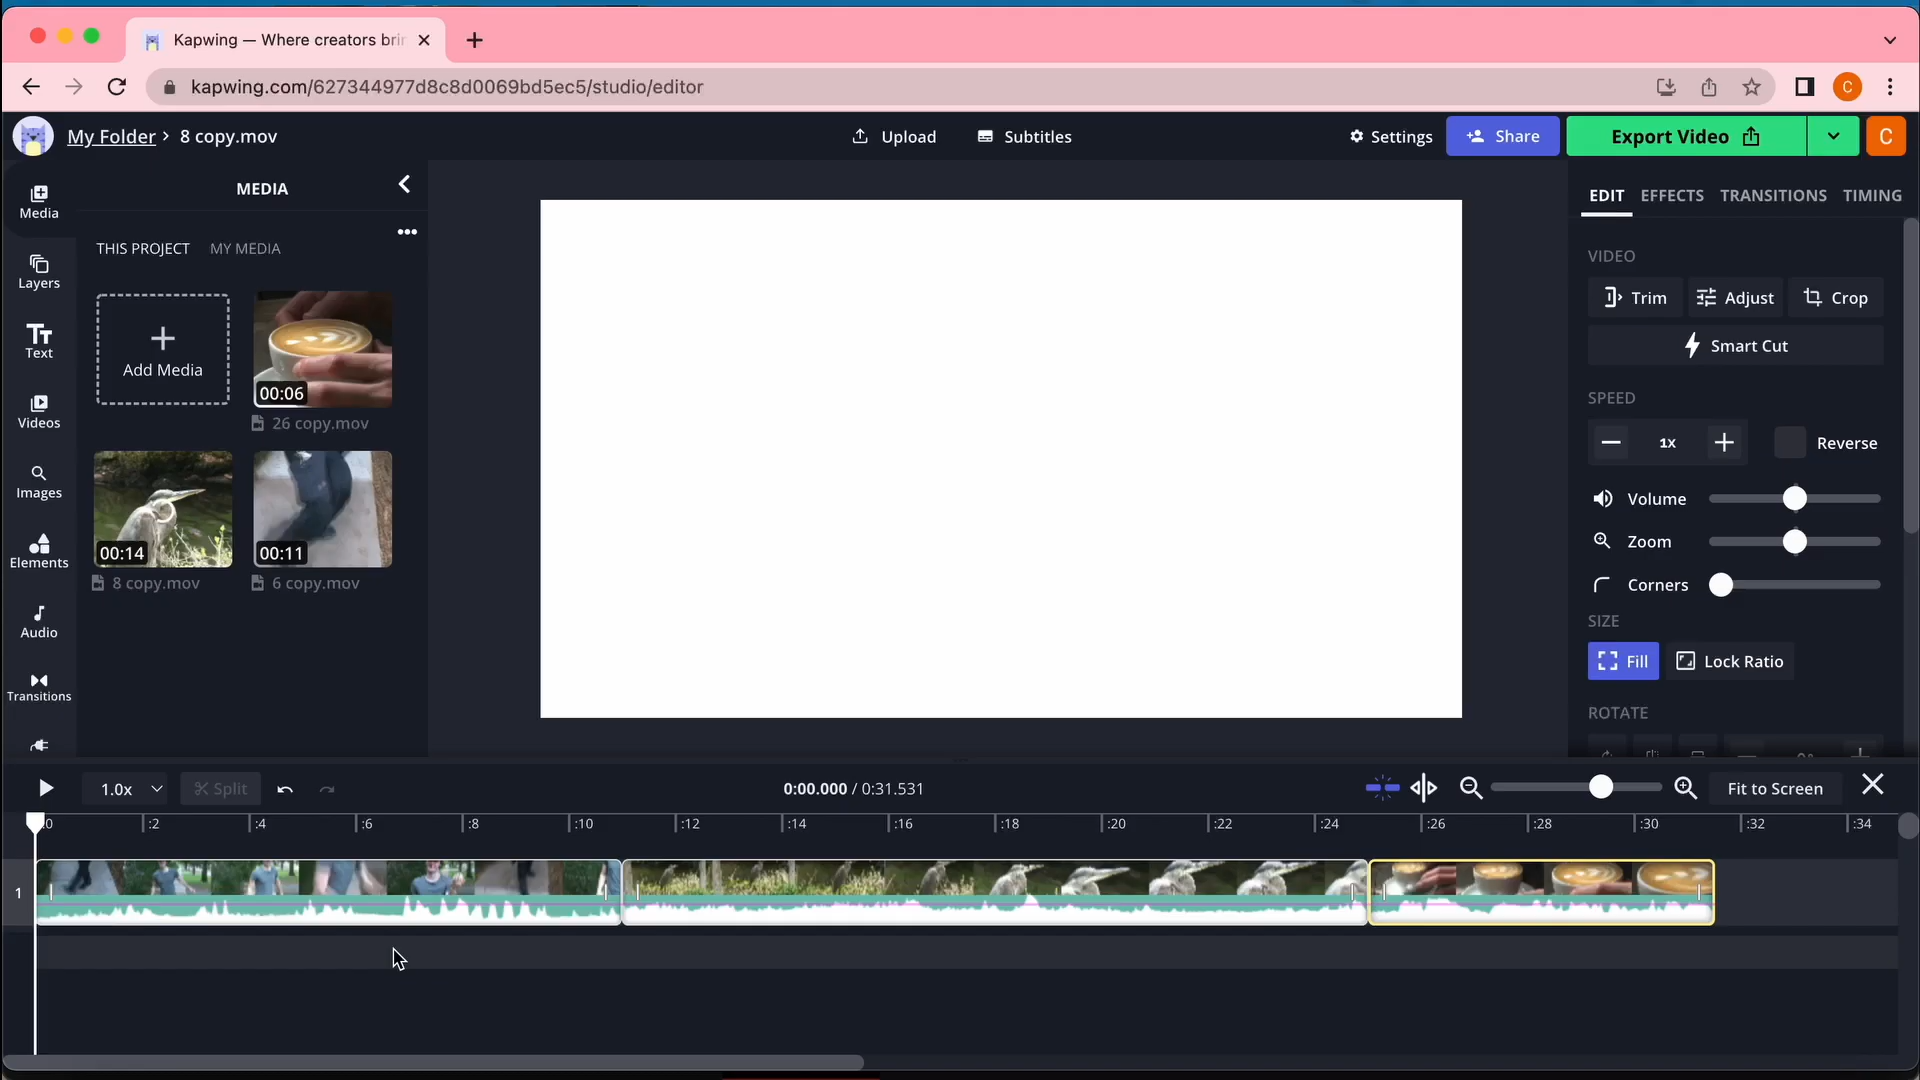 Kapwing — Where creators brin
kapwing.com/627344977d8c8d0069bd5ec5/studio/editor
C
My Folder > 8 copy.mov
Upload
Subtitles
Settings
Share
Export Video
C
Media
Layers
Text
Videos
Images
Elements
Audio
Transitions
MEDIA
THIS PROJECT MY MEDIA
Add Media
00:06
26 copy.mov
00:14
8 copy.mov
00:11
6 copy.mov
EDIT EFFECTS TRANSITIONS TIMING
VIDEO
Trim Adjust Crop
Smart Cut
SPEED
1x Reverse
Volume
Zoom
Corners
SIZE
Fill Lock Ratio
ROTATE
1.0x Split 0:00.000 / 0:31.531 Fit to Screen
:0 :2 :4 :6 :8 :10 :12 :14 :16 :18 :20 :22 :24 :26 :28 :30 :32 :34
1